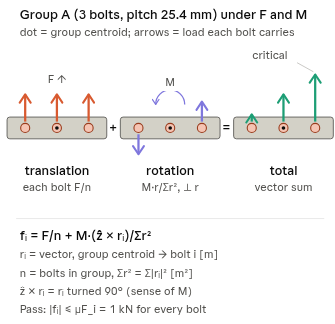 Group A (3 bolts, pitch 25.4 mm) under F and M
dot = group centroid; arrows = load each bolt carries
critical
F ↑
M
+
=
translation
rotation
total
each bolt F/n
M·r/Σr², ⊥ r
vector sum
fᵢ = F/n + M·(ẑ × rᵢ)/Σr²
rᵢ = vector, group centroid → bolt i [m]
n = bolts in group, Σr² = Σ|rᵢ|² [m²]
ẑ × rᵢ = rᵢ turned 90° (sense of M)
Pass: |fᵢ| ≤ μF_i = 1 kN for every bolt